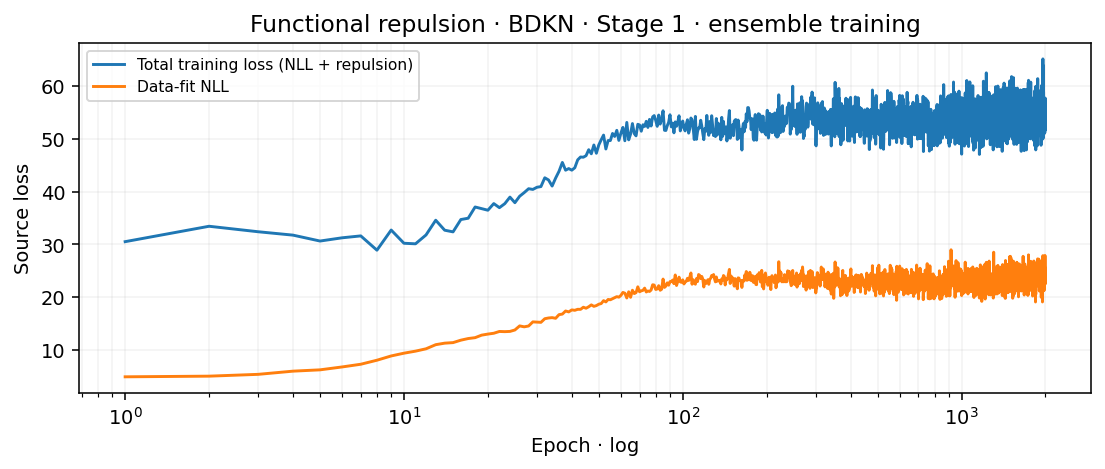 Functional repulsion · BDKN · Stage 1 · ensemble training
Total training loss (NLL + repulsion)
Data-fit NLL
Source loss
60
50
40
30
20
10
10⁰
10¹
10²
10³
Epoch · log